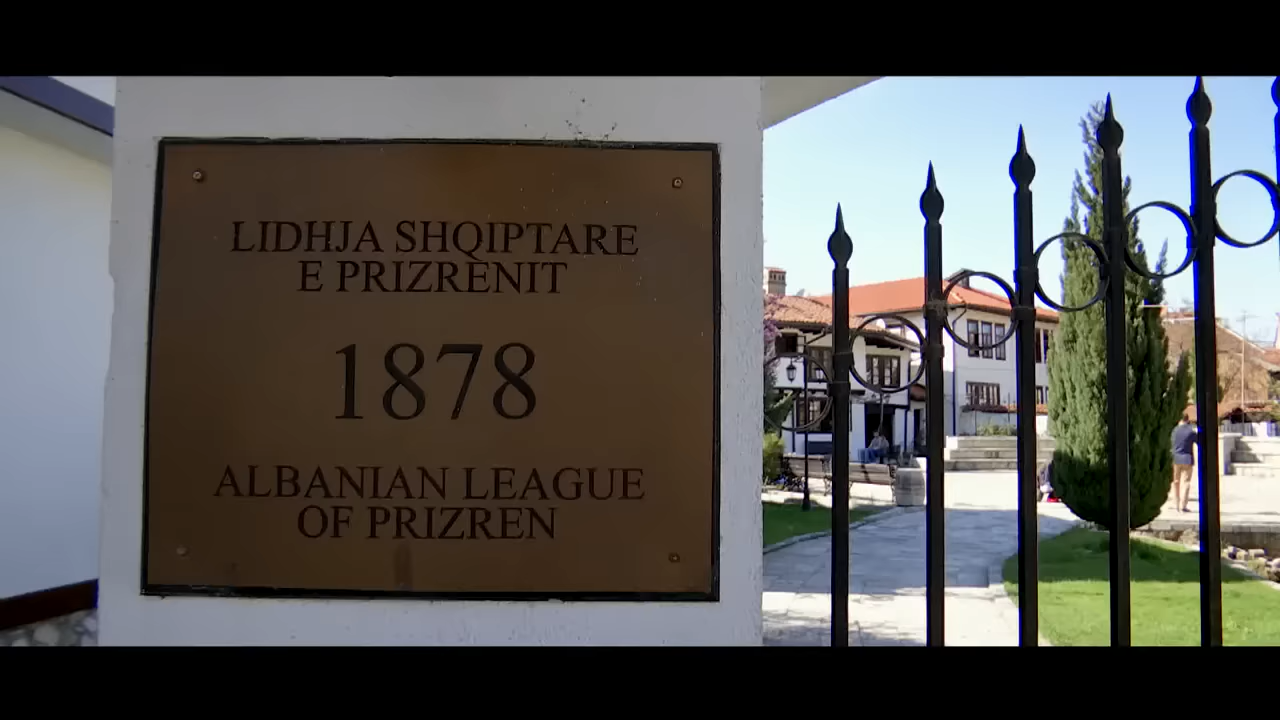 LIDHJA SHQIPTARE
E PRIZRENIT
1878
ALBANIAN LEAGUE
OF PRIZREN